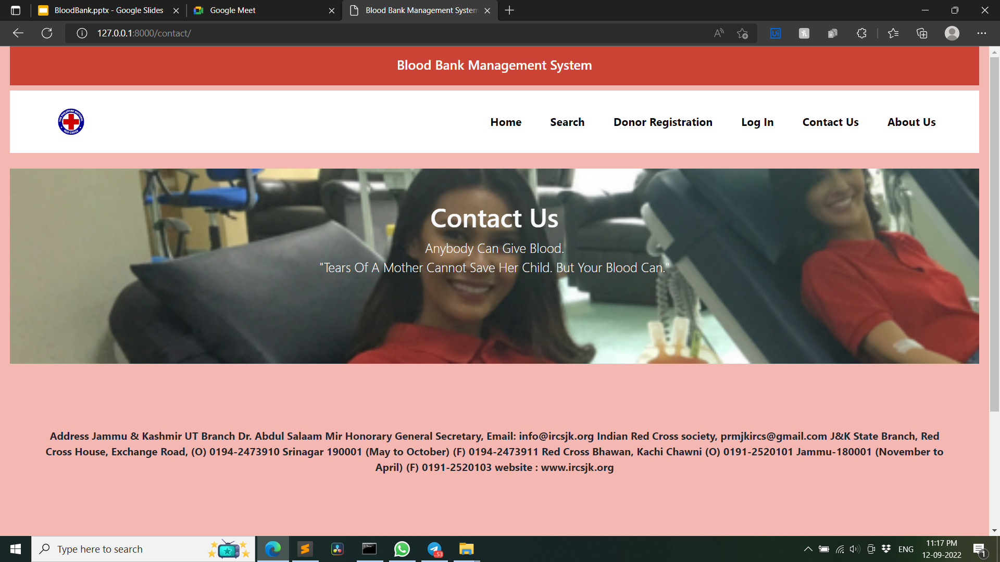 BloodBank.pptx - Google Slides
Google Meet
Blood Bank Management System
127.0.0.1:8000/contact/
Blood Bank Management System
THE PHILIPPINE NATIONAL
RED CROSS
Home
Search
Donor Registration
Log In
Contact Us
About Us
Contact Us
Anybody Can Give Blood.
"Tears Of A Mother Cannot Save Her Child. But Your Blood Can."
Address Jammu & Kashmir UT Branch Dr. Abdul Salaam Mir Honorary General Secretary, Email: info@ircsjk.org Indian Red Cross society, prmjkircs@gmail.com J&K State Branch, Red
Cross House, Exchange Road, (O) 0194-2473910 Srinagar 190001 (May to October) (F) 0194-2473911 Red Cross Bhawan, Kachi Chawni (O) 0191-2520101 Jammu-180001 (November to
April) (F) 0191-2520103 website : www.ircsjk.org
Type here to search
..53
ENG
11:17 PM
12-09-2022
1